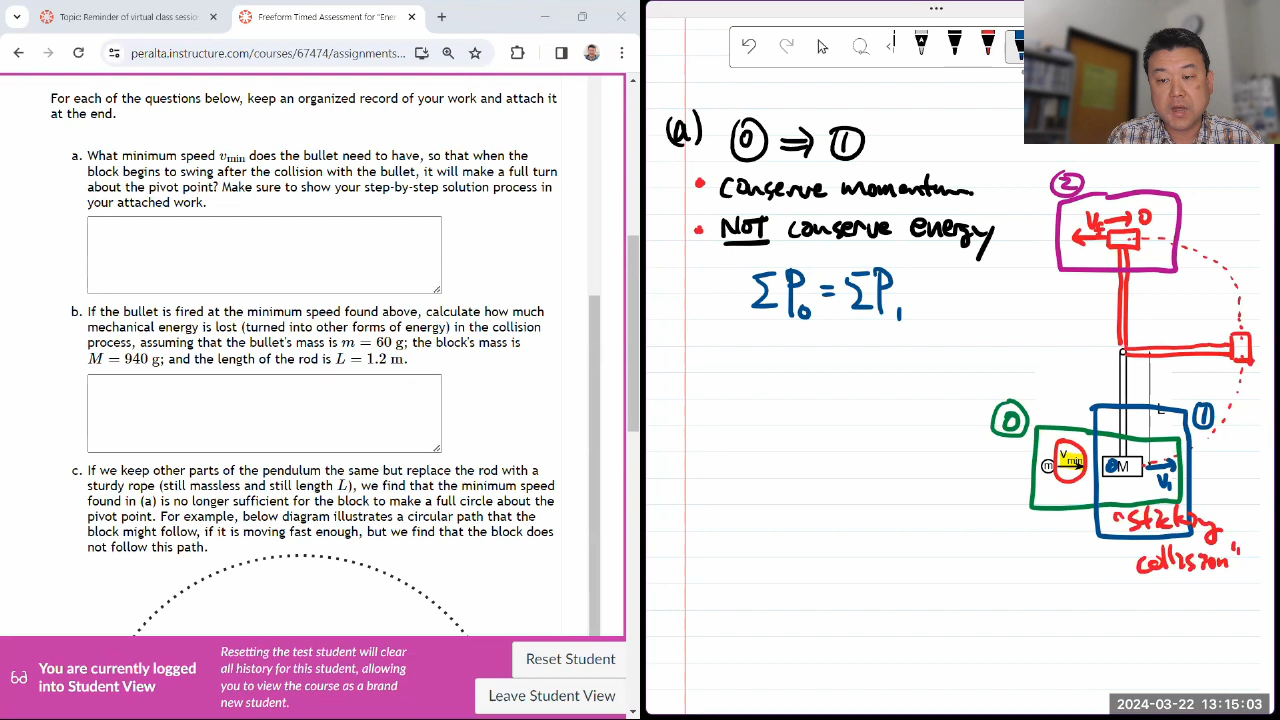 Topic: Reminder of virtual class session
Freeform Timed Assessment for "Ener
peralta.instructure.com/courses/67474/assignments...
For each of the questions below, keep an organized record of your work and attach it
at the end.
a. What minimum speed vmin does the bullet need to have, so that when the
block begins to swing after the collision with the bullet, it will make a full turn
about the pivot point? Make sure to show your step-by-step solution process in
your attached work.
b. If the bullet is fired at the minimum speed found above, calculate how much
mechanical energy is lost (turned into other forms of energy) in the collision
process, assuming that the bullet's mass is m = 60 g; the block's mass is
M = 940 g; and the length of the rod is L = 1.2 m.
c. If we keep other parts of the pendulum the same but replace the rod with a
sturdy rope (still massless and still length L), we find that the minimum speed
found in (a) is no longer sufficient for the block to make a full circle about the
pivot point. For example, below diagram illustrates a circular path that the
block might follow, if it is moving fast enough, but we find that the block does
not follow this path.
You are currently logged
into Student View
Resetting the test student will clear
all history for this student, allowing
you to view the course as a brand
new student.
Reset Student
Leave Student View
(a) ⓪ ⇒ ①
• conserve momentum.
• NOT conserve energy
ΣP₀ = ΣP₁
②
V₂ → 0
L
⓪
①
m
Vmin
M
V₁
"sticky
collision"
2024-03-22 13:15:03